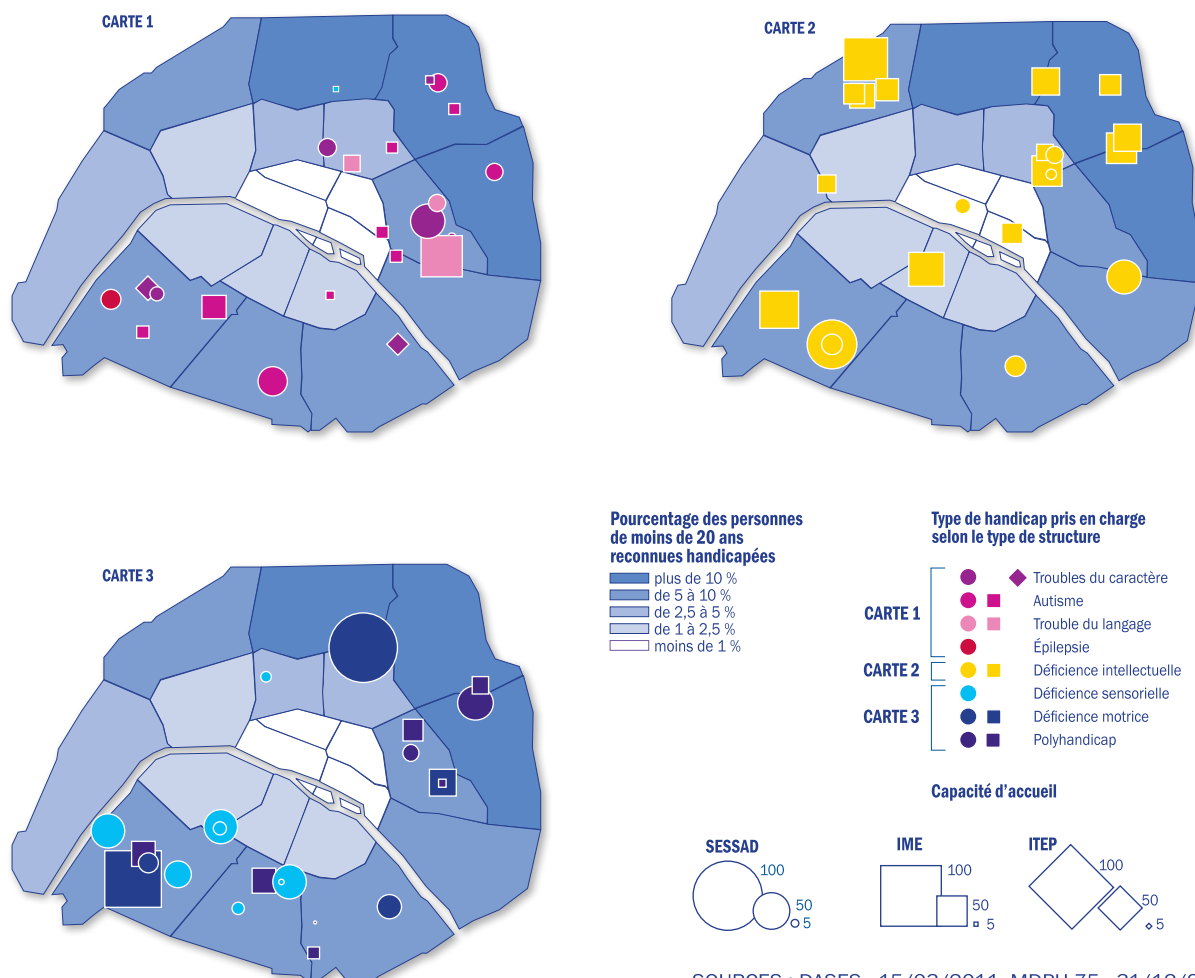 CARTE 1
CARTE 2
CARTE 3
Pourcentage des personnes
de moins de 20 ans
reconnues handicapées
plus de 10 %
de 5 à 10 %
de 2,5 à 5 %
de 1 à 2,5 %
moins de 1 %
Type de handicap pris en charge
selon le type de structure
CARTE 1
Troubles du caractère
Autisme
Trouble du langage
Épilepsie
CARTE 2
Déficience intellectuelle
CARTE 3
Déficience sensorielle
Déficience motrice
Polyhandicap
Capacité d'accueil
SESSAD
100
50
5
IME
100
50
5
ITEP
100
50
5